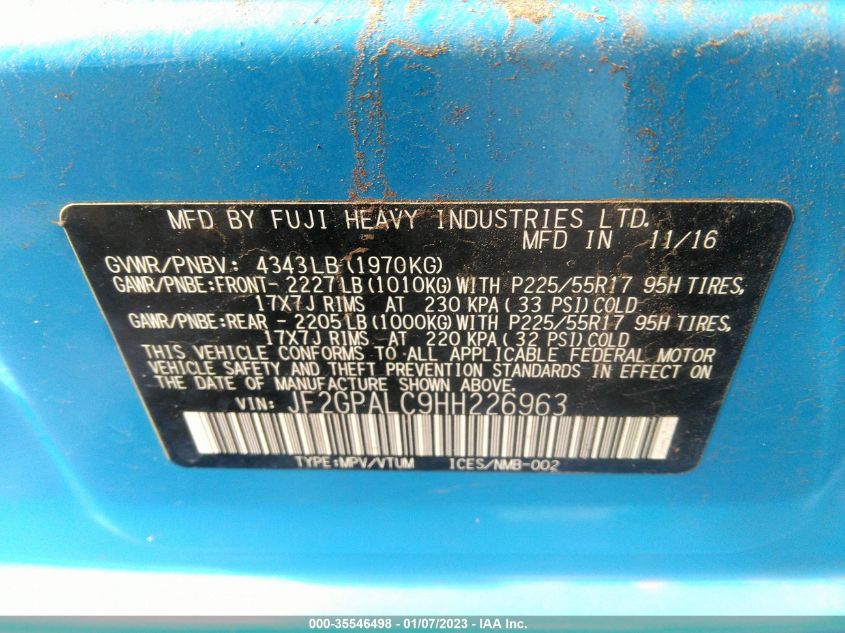 MFD BY FUJI HEAVY INDUSTRIES LTD.
MFD IN 11/16
GVWR/PNBV: 4343LB(1970KG)
GAWR/PNBE:FRONT- 2227LB(1010KG)WITH P225/55R17 95H TIRES,
17X7J RIMS AT 230 KPA(33 PSI)COLD
GAWR/PNBE:REAR - 2205LB(1000KG)WITH P225/55R17 95H TIRES,
17X7J RIMS AT 220 KPA(32 PSI)COLD
THIS VEHICLE CONFORMS TO ALL APPLICABLE FEDERAL MOTOR
VEHICLE SAFETY AND THEFT PREVENTION STANDARDS IN EFFECT ON
THE DATE OF MANUFACTURE SHOWN ABOVE.
VIN: JF2GPALC9HH226963
TYPE:MPV/VTUM ICES/NMB-002
000-35546498 - 01/07/2023 - IAA Inc.